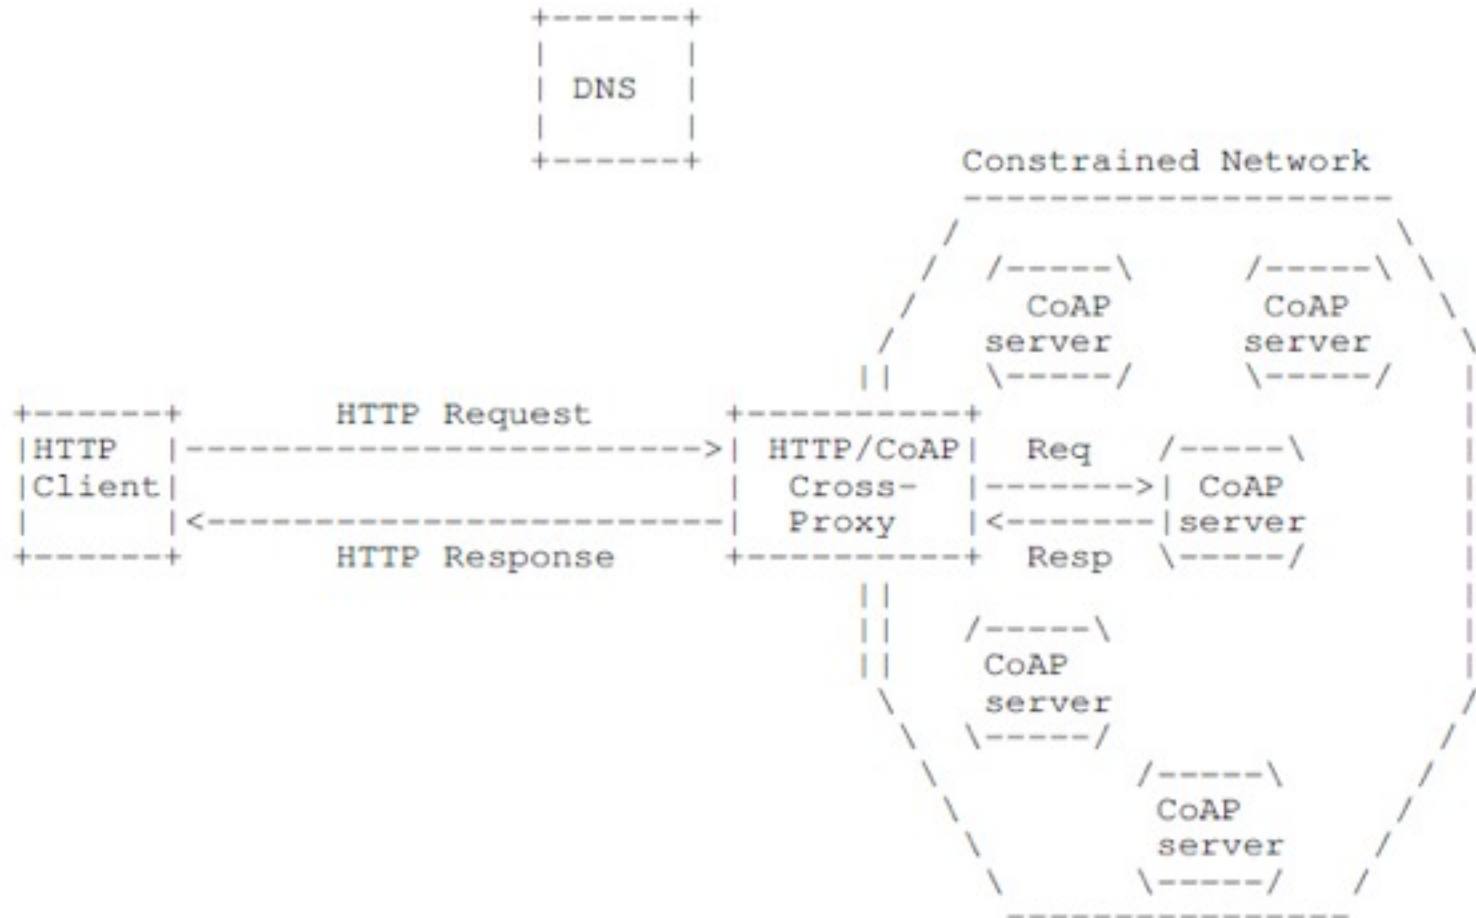 DNS
Constrained Network
CoAP CoAP
server server
HTTP Request
HTTP HTTP/CoAP Req
Client Cross- CoAP
Proxy server
HTTP Response Resp
CoAP
server
CoAP
server